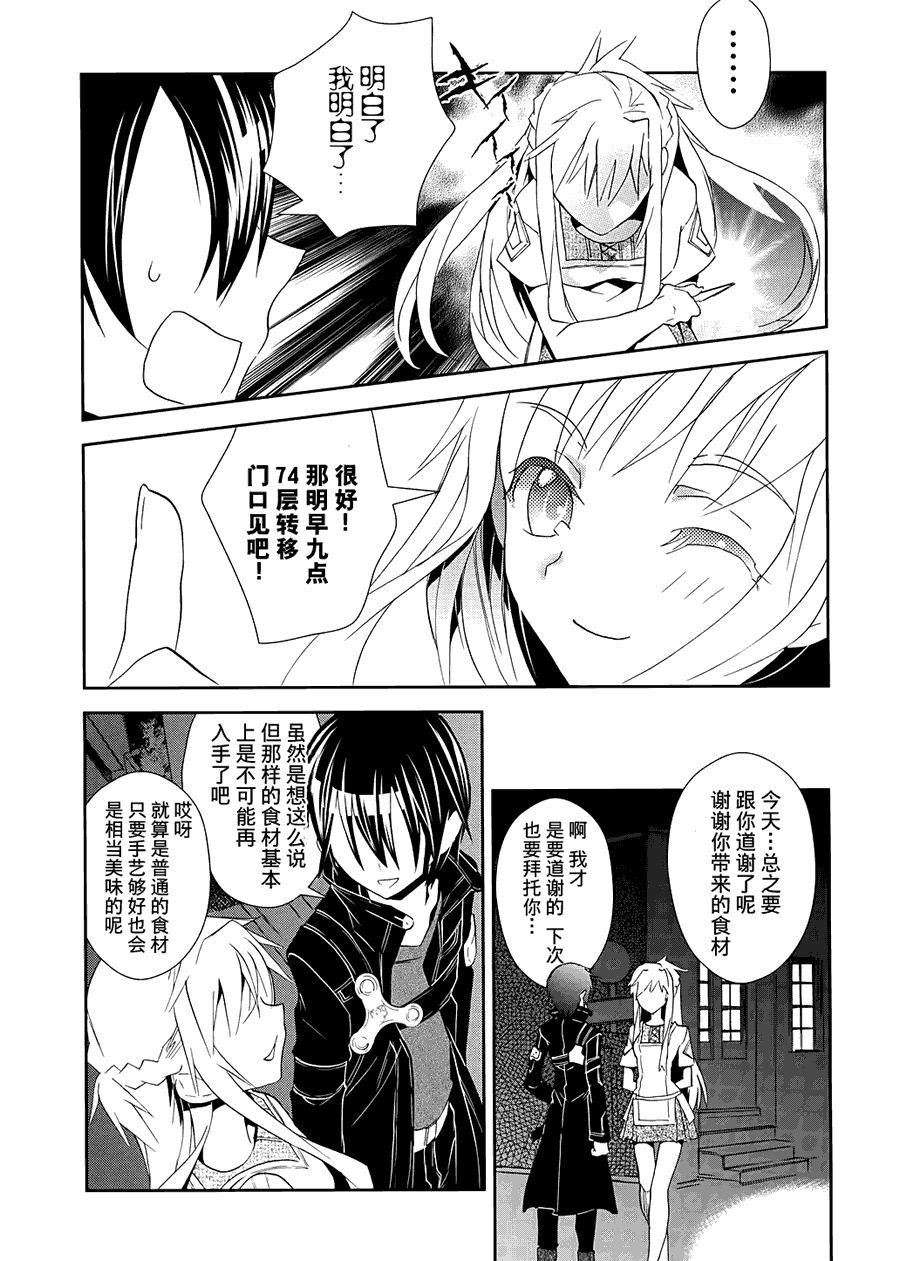 ……
明白了
我明白了…
很好！
那明早九点
74层转移
门口见吧！
今天…总之要
跟你道谢了呢
谢谢你带来的食材
啊 我才
是要道谢的 下次
也要拜托你…
虽然是想这么说
但那样的食材基本
上是不可能再
入手了吧
哎呀
就算是普通的食材
只要手艺够好也会
是相当美味的呢